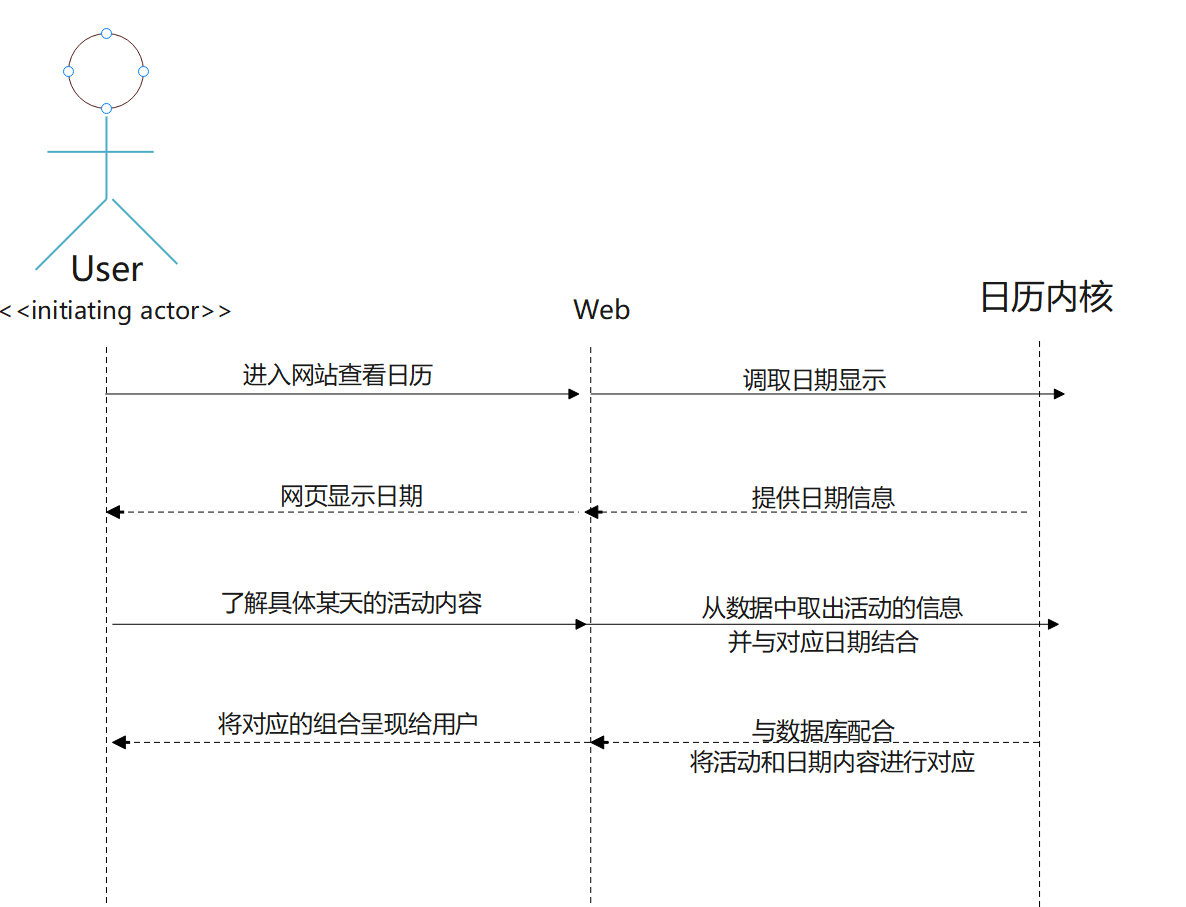 User
<<initiating actor>>
Web
日历内核
进入网站查看日历
调取日期显示
网页显示日期
提供日期信息
了解具体某天的活动内容
从数据中取出活动的信息
并与对应日期结合
将对应的组合呈现给用户
与数据库配合
将活动和日期内容进行对应